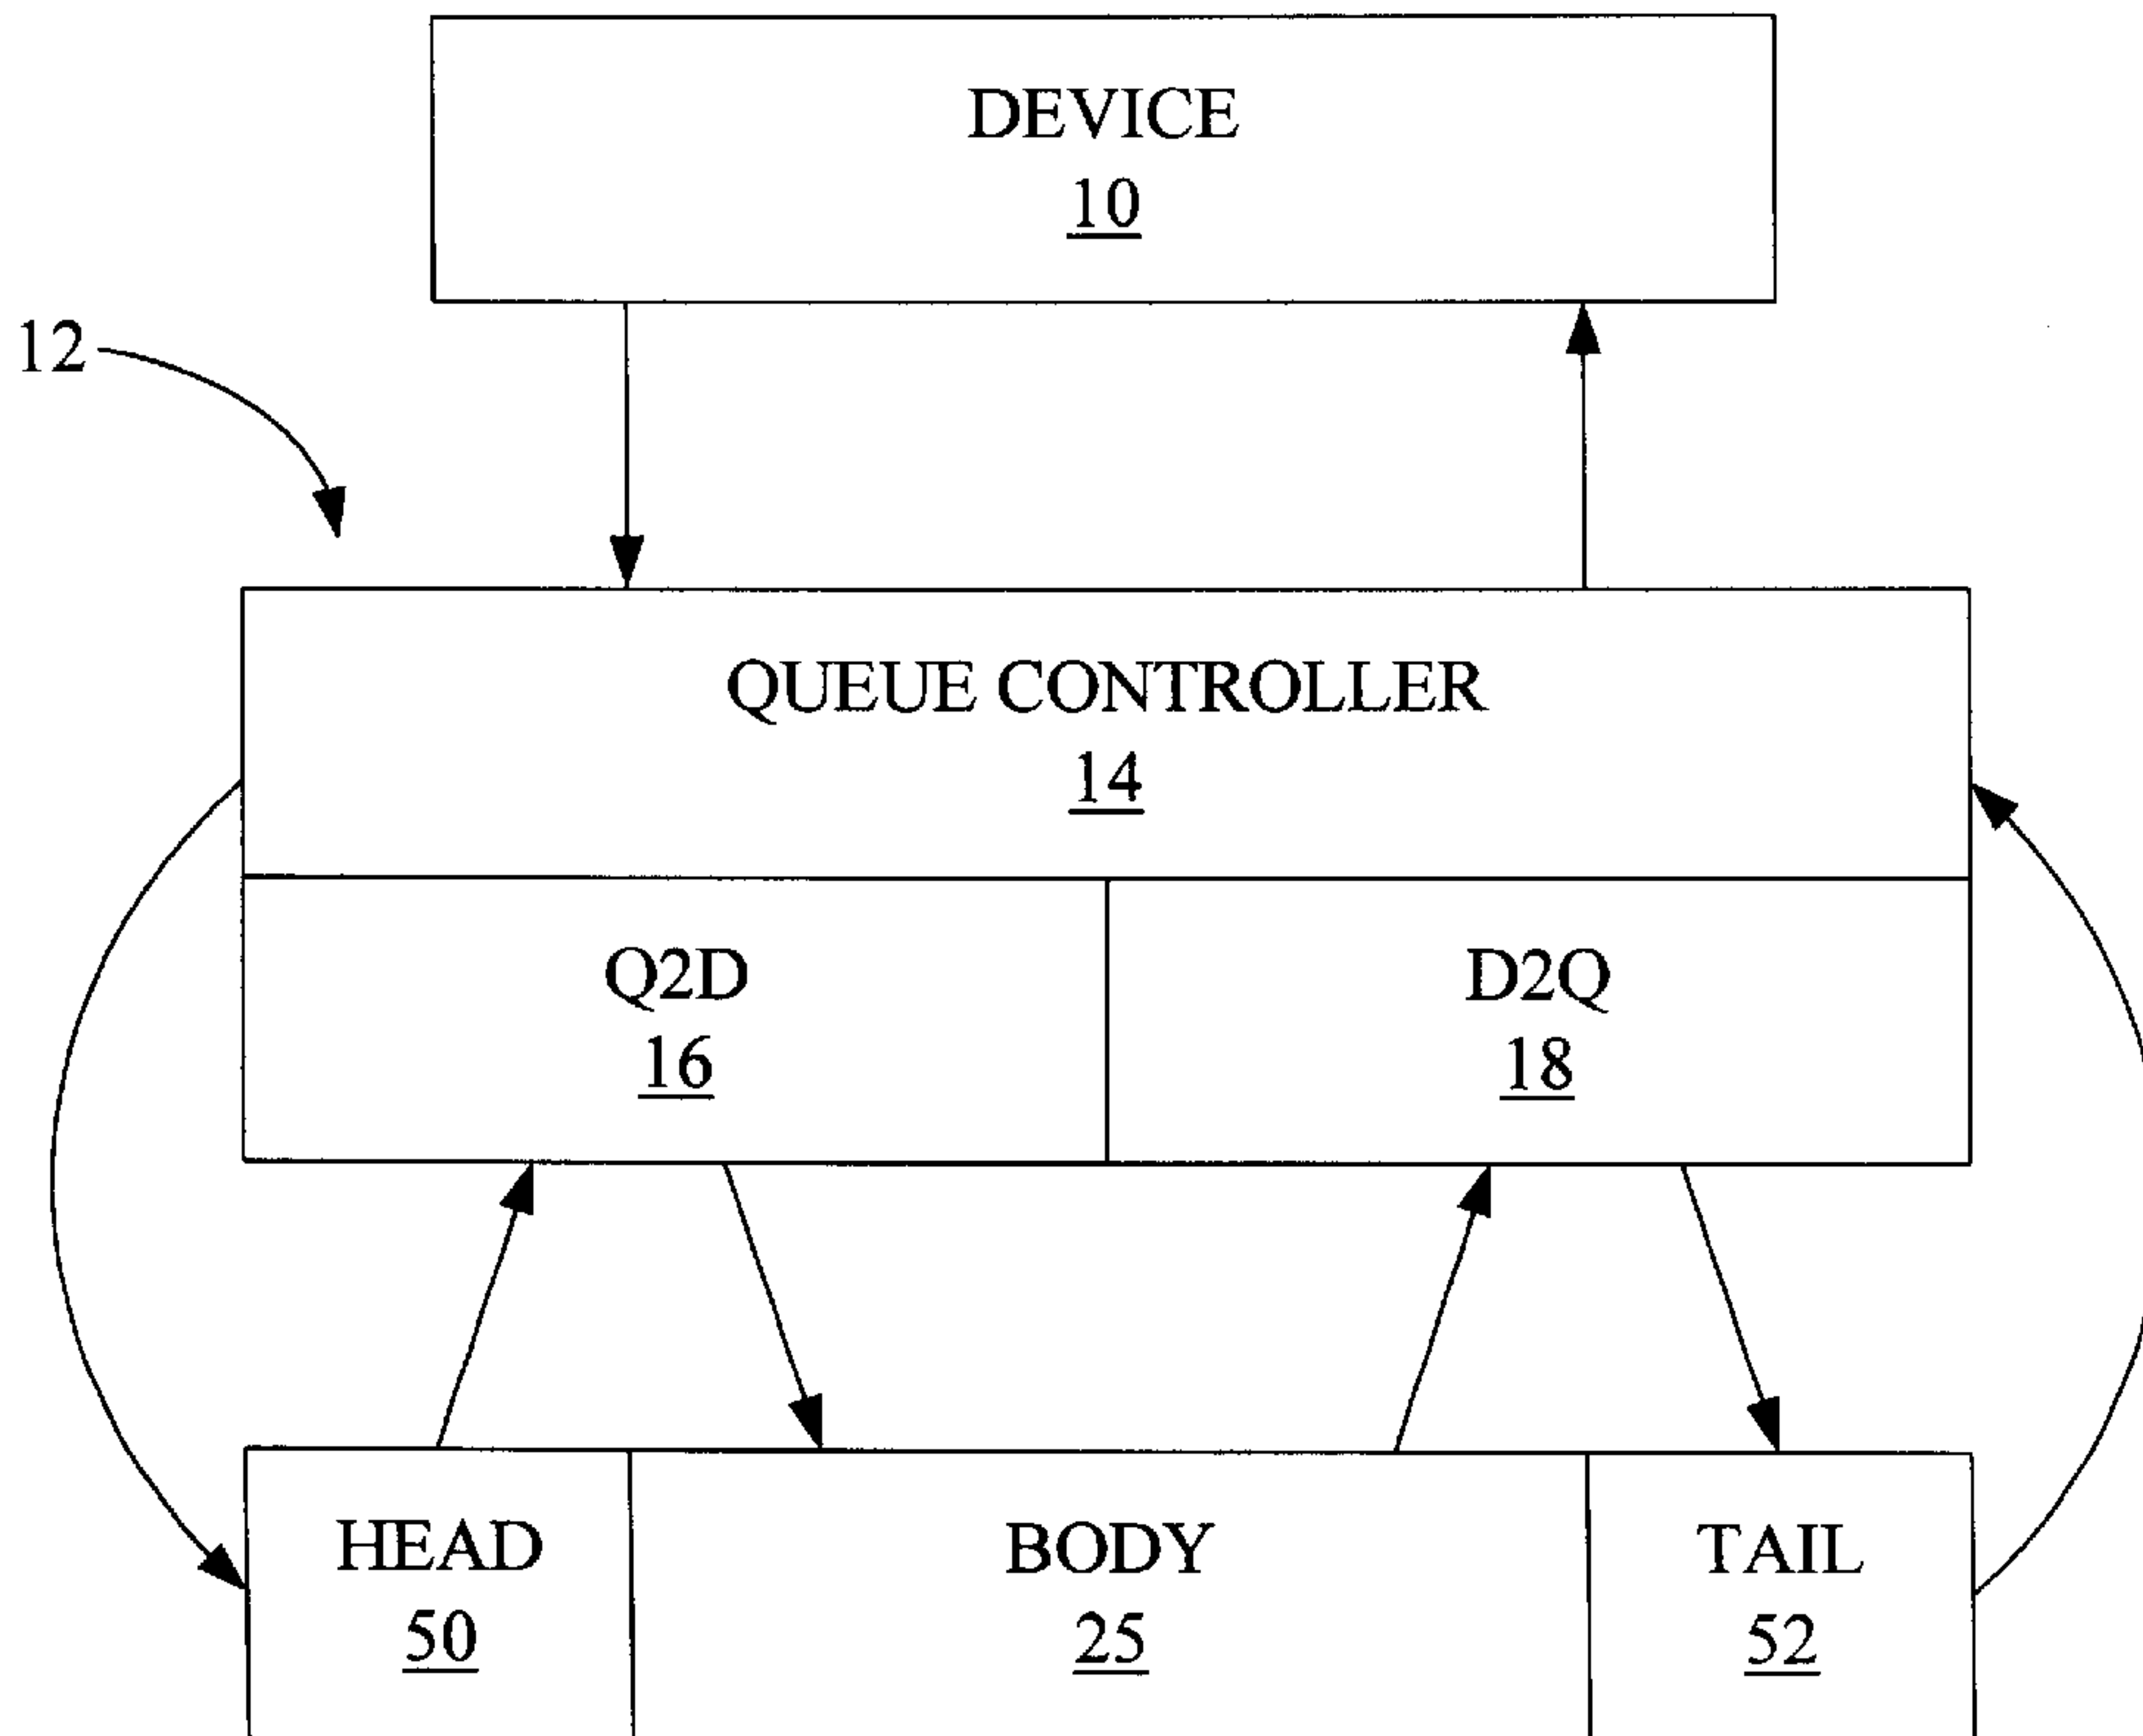 DEVICE
10
12
QUEUE CONTROLLER
14
Q2D
16
D2Q
18
HEAD
50
BODY
25
TAIL
52